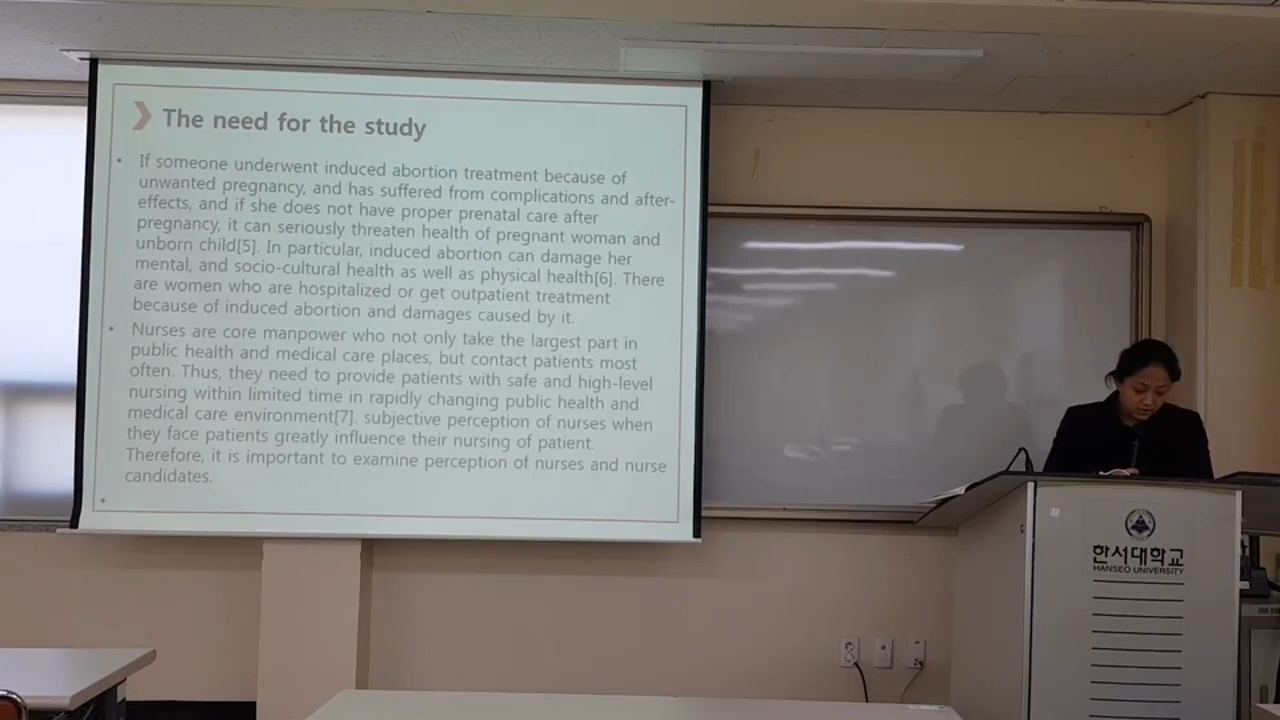 The need for the study
• If someone underwent induced abortion treatment because of
unwanted pregnancy, and has suffered from complications and after-
effects, and if she does not have proper prenatal care after
pregnancy, it can seriously threaten health of pregnant woman and
unborn child[5]. In particular, induced abortion can damage her
mental, and socio-cultural health as well as physical health[6]. There
are women who are hospitalized or get outpatient treatment
because of induced abortion and damages caused by it.
• Nurses are core manpower who not only take the largest part in
public health and medical care places, but contact patients most
often. Thus, they need to provide patients with safe and high-level
nursing within limited time in rapidly changing public health and
medical care environment[7]. subjective perception of nurses when
they face patients greatly influence their nursing of patient.
Therefore, it is important to examine perception of nurses and nurse
candidates.
•
한서대학교
HANSEO UNIVERSITY